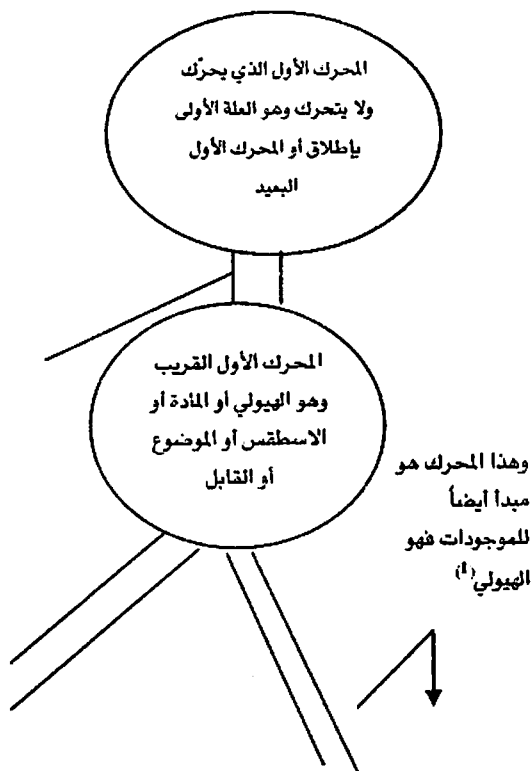 المحرك الأول الذي يحرّك
ولا يتحرك وهو العلة الأولى
بإطلاق أو المحرك الأول
البعيد
المحرك الأول القريب
وهو الهيولي أو المادة أو
الاسطقس أو الموضوع
أو القابل
وهذا المحرك هو
مبدأ أيضاً
للموجودات فهو
الهيولي(1)